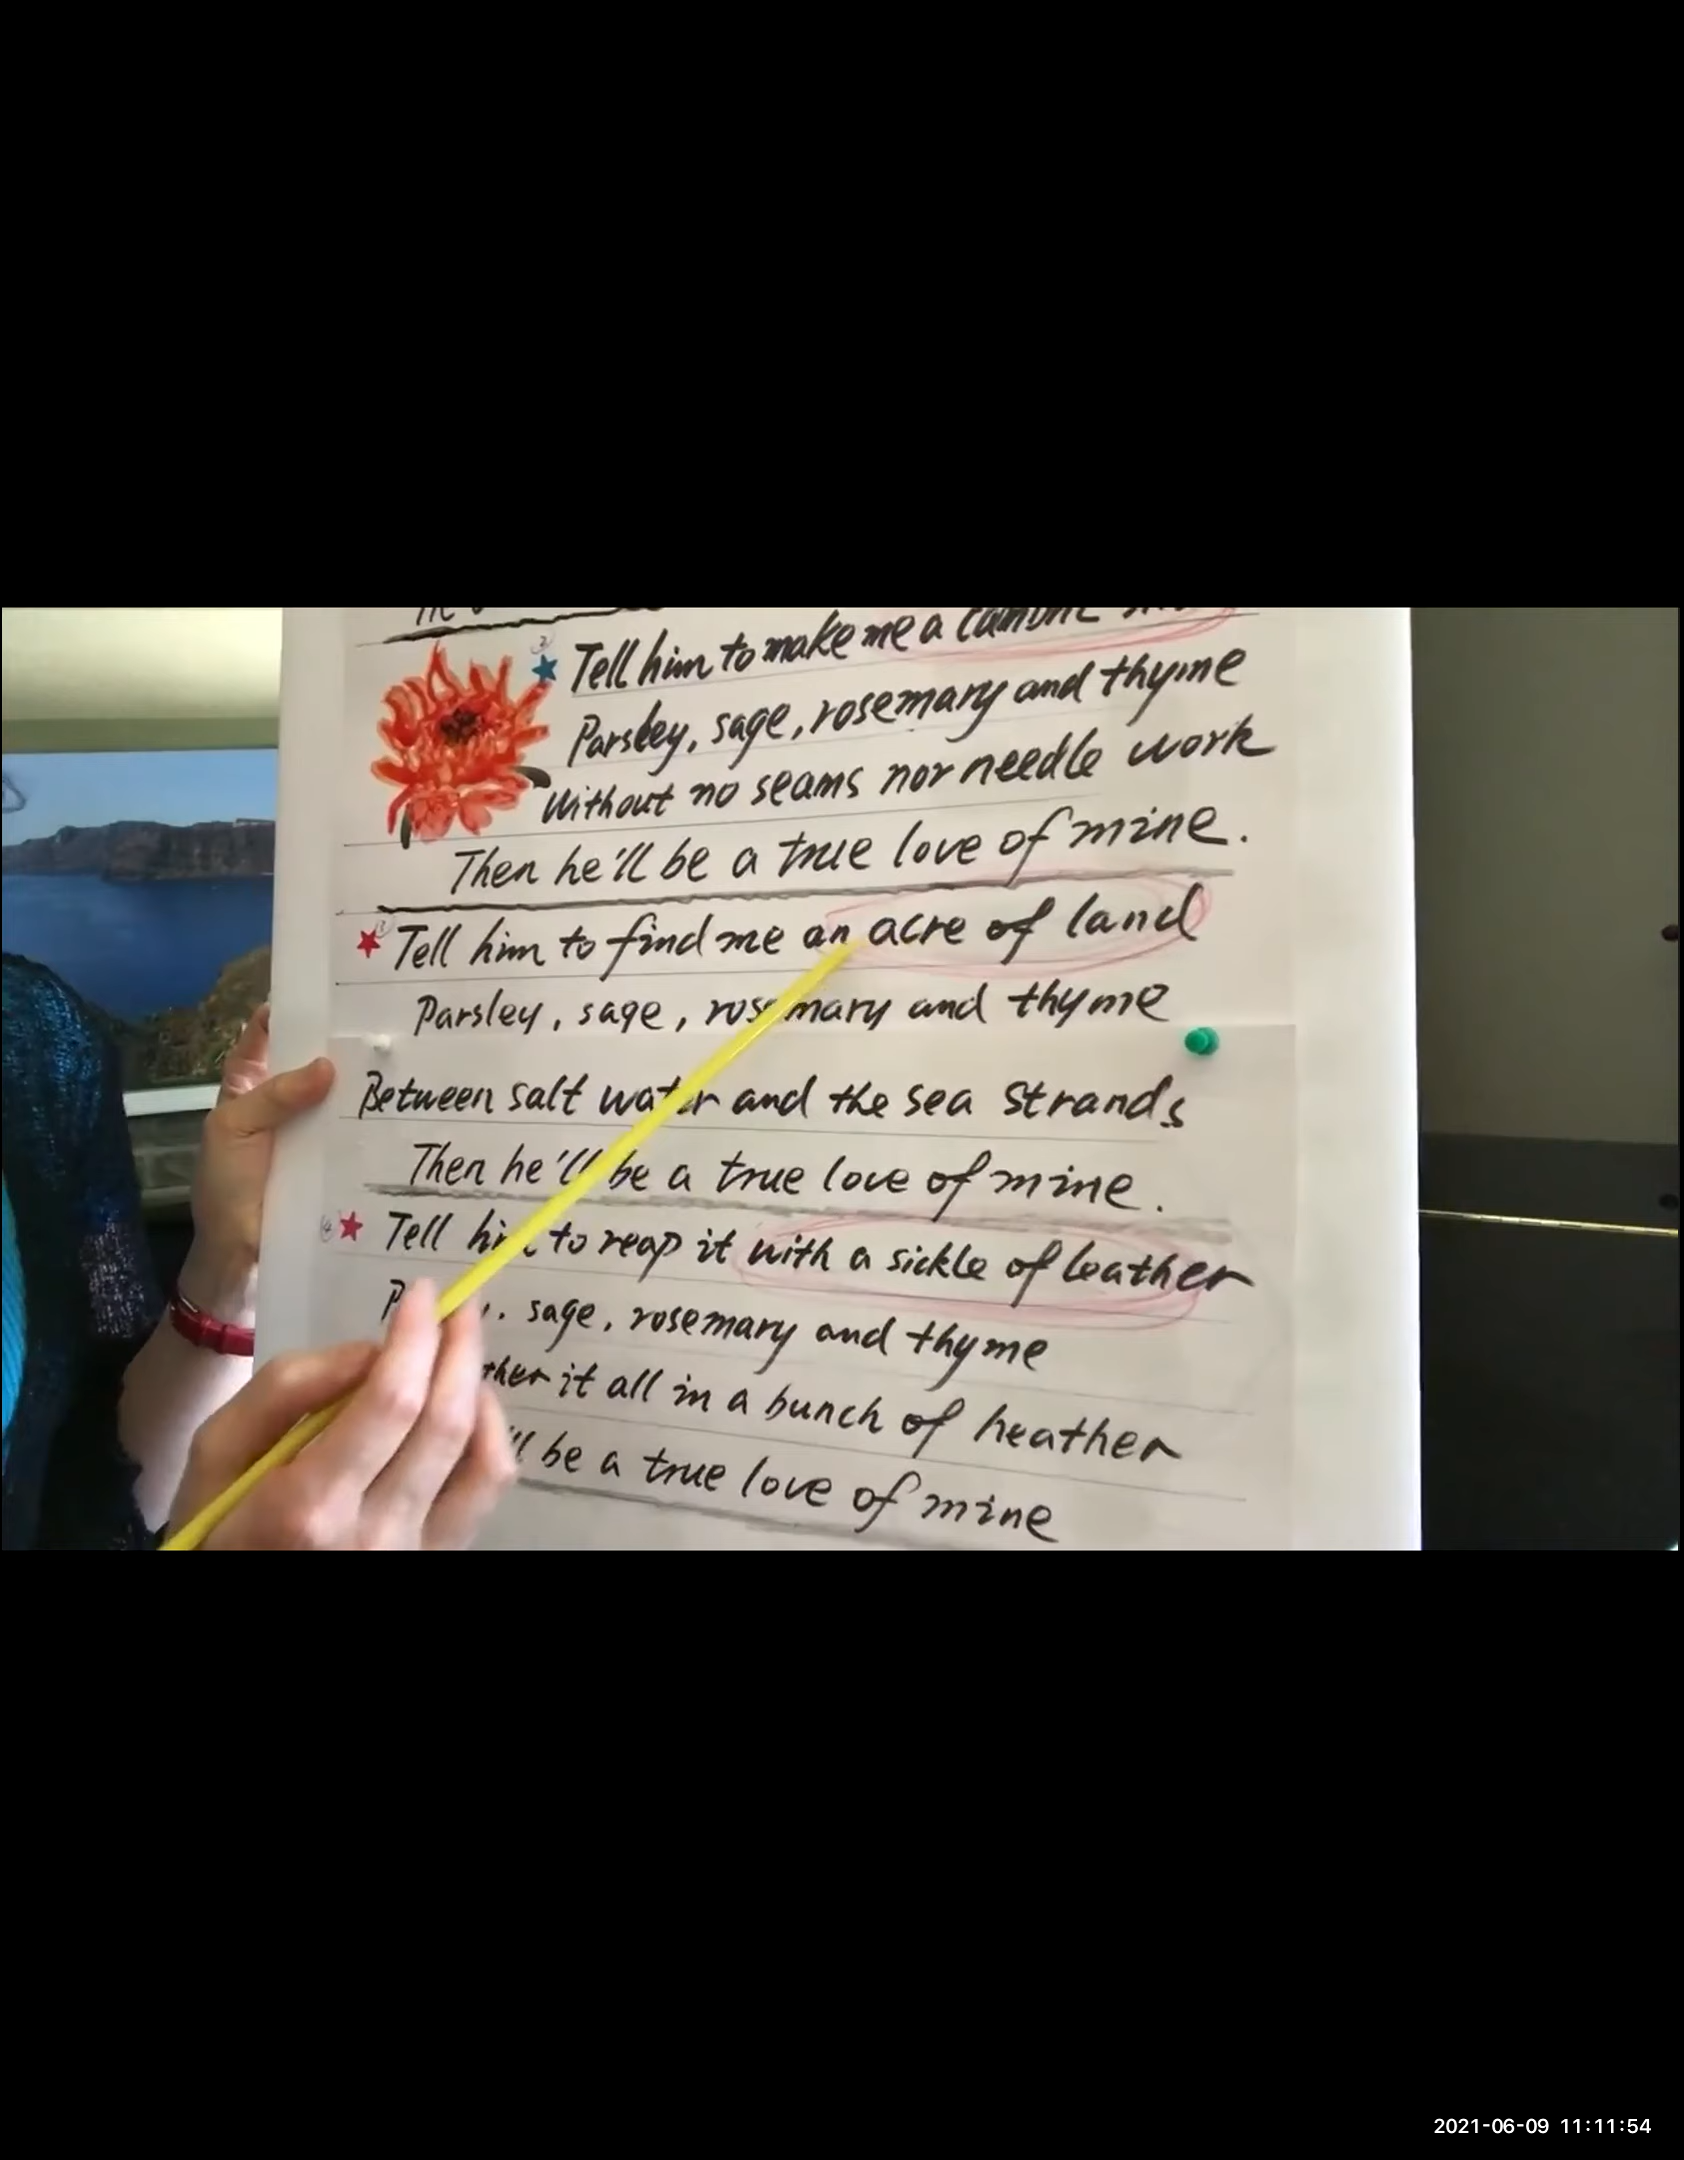 Tell him to make me a
Parsley, sage, rosemary and thyme
Without no seams nor needle work
Then he'll be a true love of mine.
Tell him to find me an acre of land
Parsley, sage, rosemary and thyme
Between salt water and the sea strands
Then he'll be a true love of mine.
Tell him to reap it with a sickle of leather
sage, rosemary and thyme
it all in a bunch of heather
be a true love of mine
2021-06-09 11:11:54